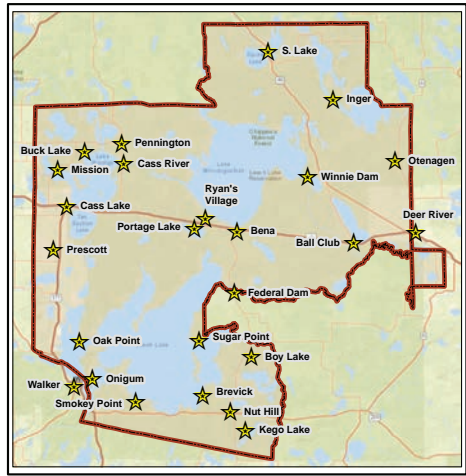 S. Lake
Inger
Pennington
Buck Lake
Cass River
Mission
Otenagen
Winnie Dam
Ryan's
Village
Cass Lake
Deer River
Portage Lake
Bena
Ball Club
Prescott
Federal Dam
Oak Point
Sugar Point
Boy Lake
Onigum
Walker
Brevick
Smokey Point
Nut Hill
Kego Lake